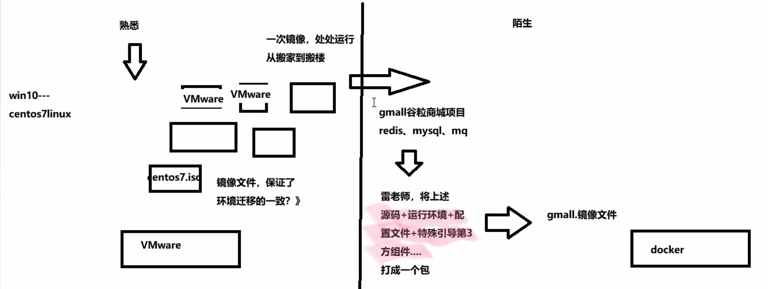 熟悉
陌生
一次镜像，处处运行
从搬家到搬楼
win10---
centos7linux
VMware
VMware
centos7.iso
镜像文件，保证了
环境迁移的一致?》
VMware
gmall谷粒商城项目
redis、mysql、mq
雷老师，将上述
源码+运行环境+配
置文件+特殊引导第3
方组件....
打成一个包
gmall.镜像文件
docker